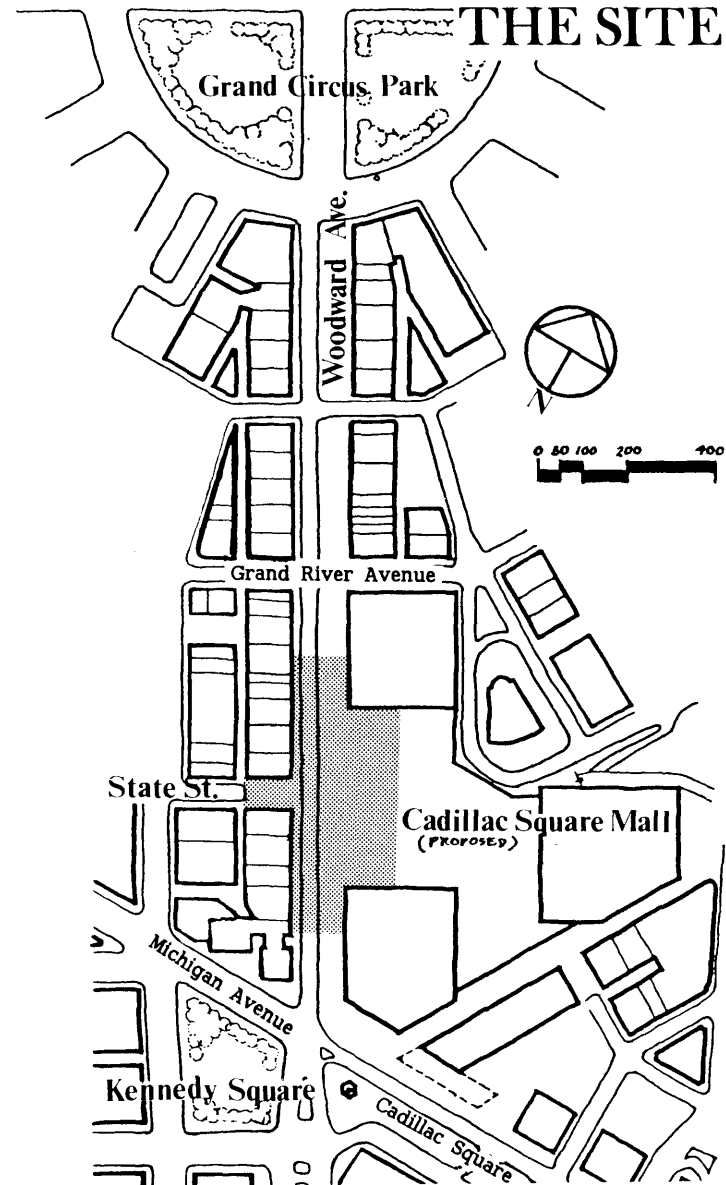 THE SITE
Grand Circus Park
Woodward Ave.
N
0 50 100 200 400
Grand River Avenue
State St.
Cadillac Square Mall
(PROPOSED)
Michigan Avenue
Kennedy Square
Cadillac Square